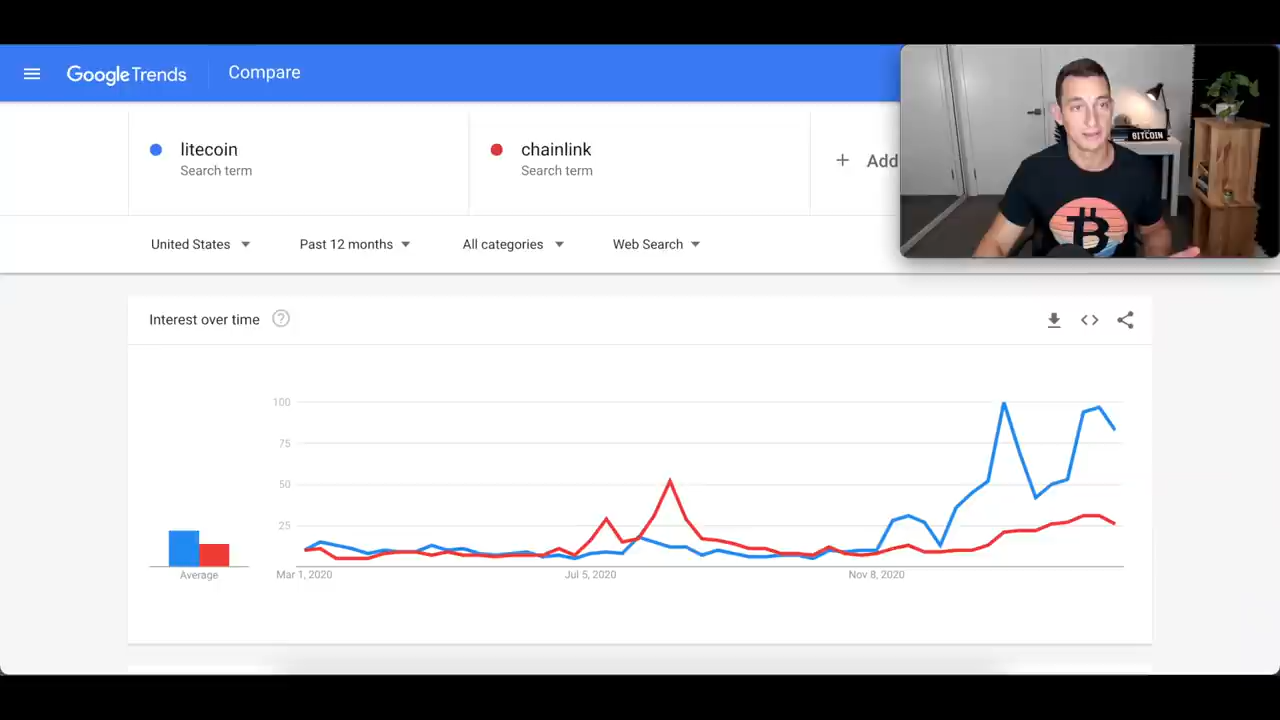 Google Trends Compare
litecoin
Search term
chainlink
Search term
+ Add
United States
Past 12 months
All categories
Web Search
BITCOIN
Interest over time
100
75
50
25
Average
Mar 1, 2020
Jul 5, 2020
Nov 8, 2020